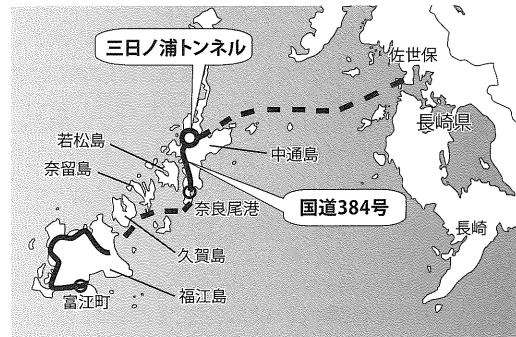 三日ノ浦トンネル
佐世保
長崎県
若松島
中通島
奈留島
奈良尾港
国道384号
長崎
久賀島
福江島
富江町